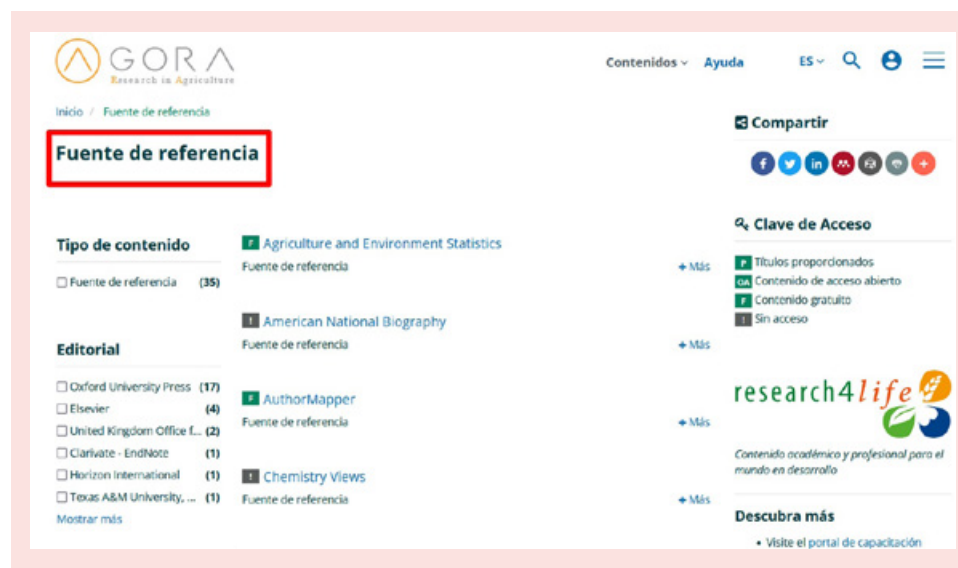 AGORA
Research in Agriculture
Contenidos Ayuda ES
Inicio / Fuente de referencia
Fuente de referencia
Tipo de contenido
Fuente de referencia (35)
Editorial
Oxford University Press (17)
Elsevier (4)
United Kingdom Office f... (2)
Clarivate - EndNote (1)
Horizon International (1)
Texas A&M University, ... (1)
Mostrar más
F Agriculture and Environment Statistics
Fuente de referencia + Más
! American National Biography
Fuente de referencia + Más
F AuthorMapper
Fuente de referencia + Más
! Chemistry Views
Fuente de referencia + Más
Compartir
Clave de Acceso
P Títulos proporcionados
OA Contenido de acceso abierto
F Contenido gratuito
! Sin acceso
research4life
Contenido académico y profesional para el
mundo en desarrollo
Descubra más
• Visite el portal de capacitación